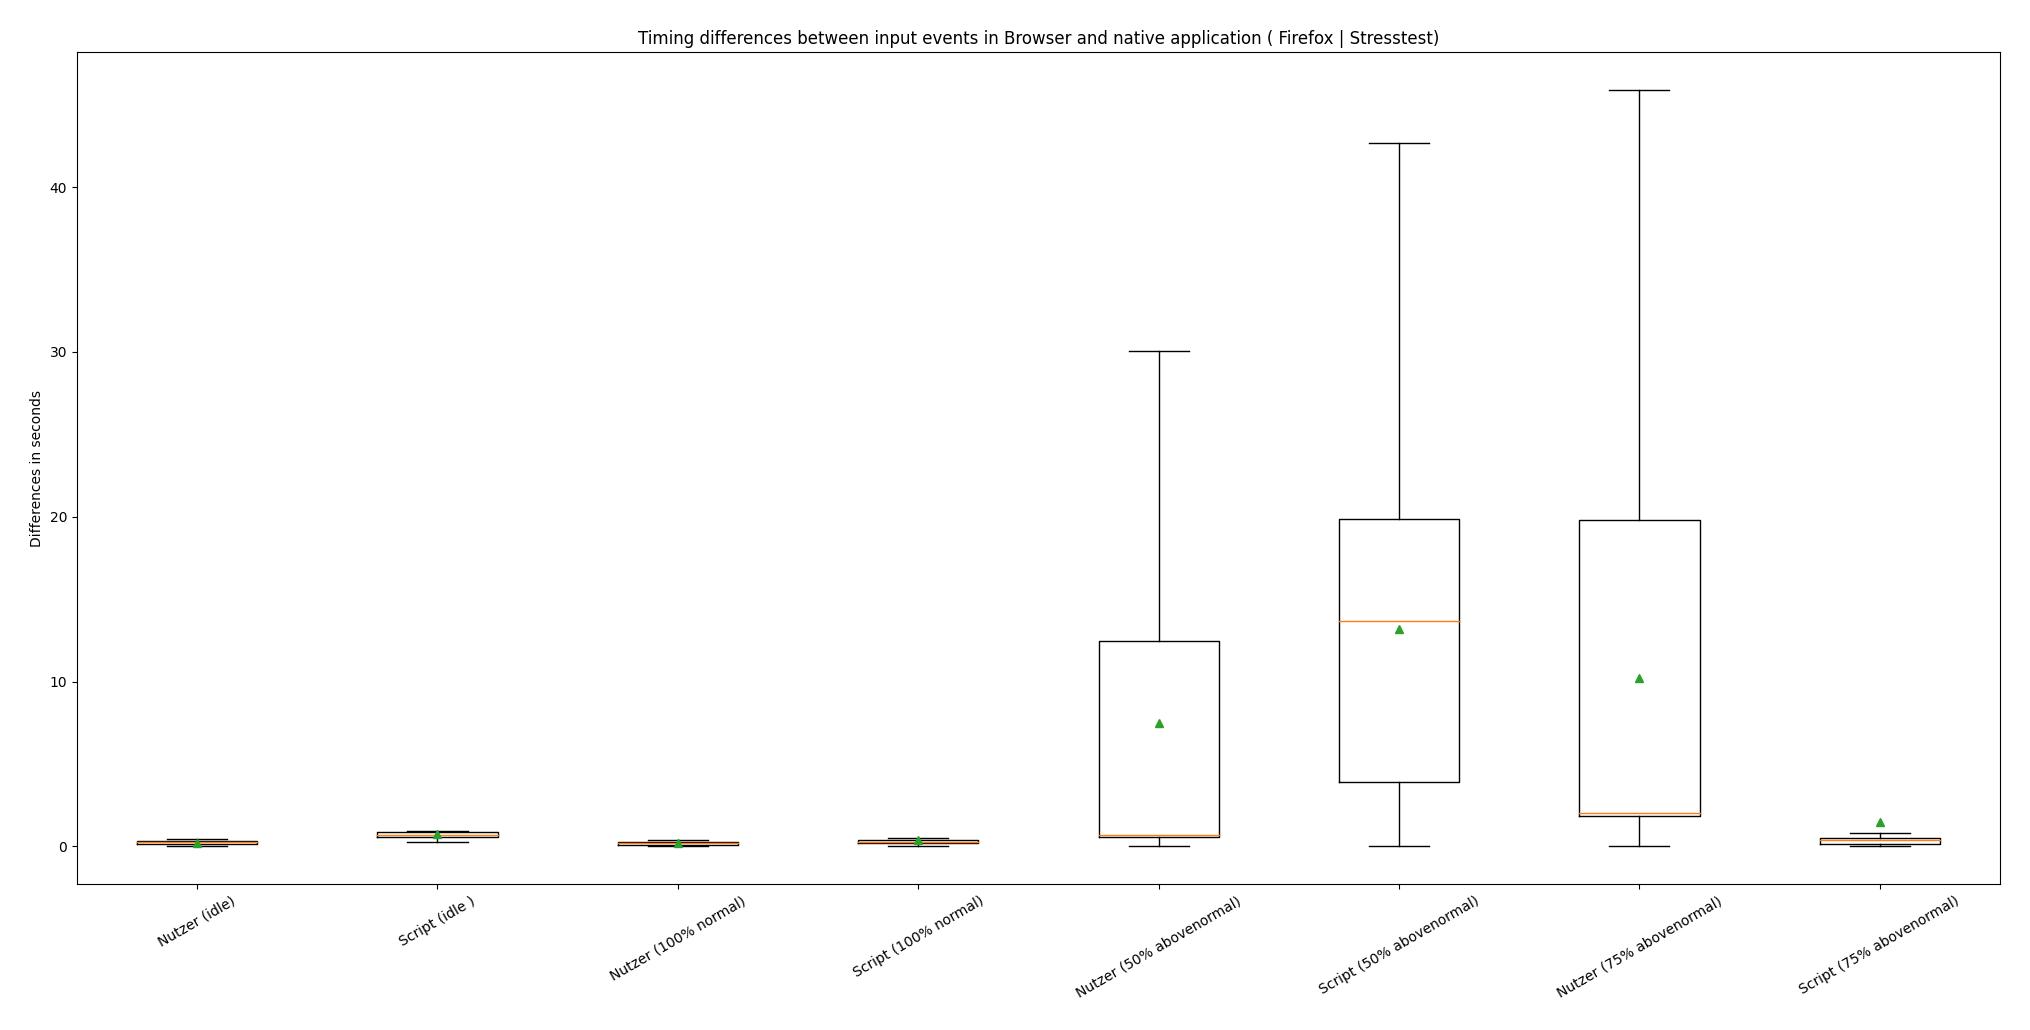 Timing differences between input events in Browser and native application ( Firefox | Stresstest)
Differences in seconds
40
30
20
10
0
Nutzer (idle)
Script (idle )
Nutzer (100% normal)
Script (100% normal)
Nutzer (50% abovenormal)
Script (50% abovenormal)
Nutzer (75% abovenormal)
Script (75% abovenormal)